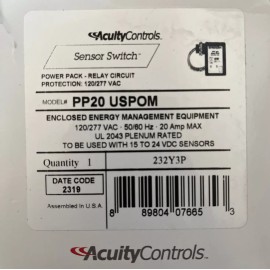 AcuityControls.
Sensor Switch™
POWER PACK - RELAY CIRCUIT
PROTECTION: 120/277 VAC
MODEL# PP20 USPOM
ENCLOSED ENERGY MANAGEMENT EQUIPMENT
120/277 VAC - 50/60 Hz - 20 Amp MAX
UL 2043 PLENUM RATED
TO BE USED WITH 15 TO 24 VDC SENSORS
Quantity 1
232Y3P
DATE CODE
2319
Assembled in U.S.A.
8 89804 07665 3
AcuityControls.